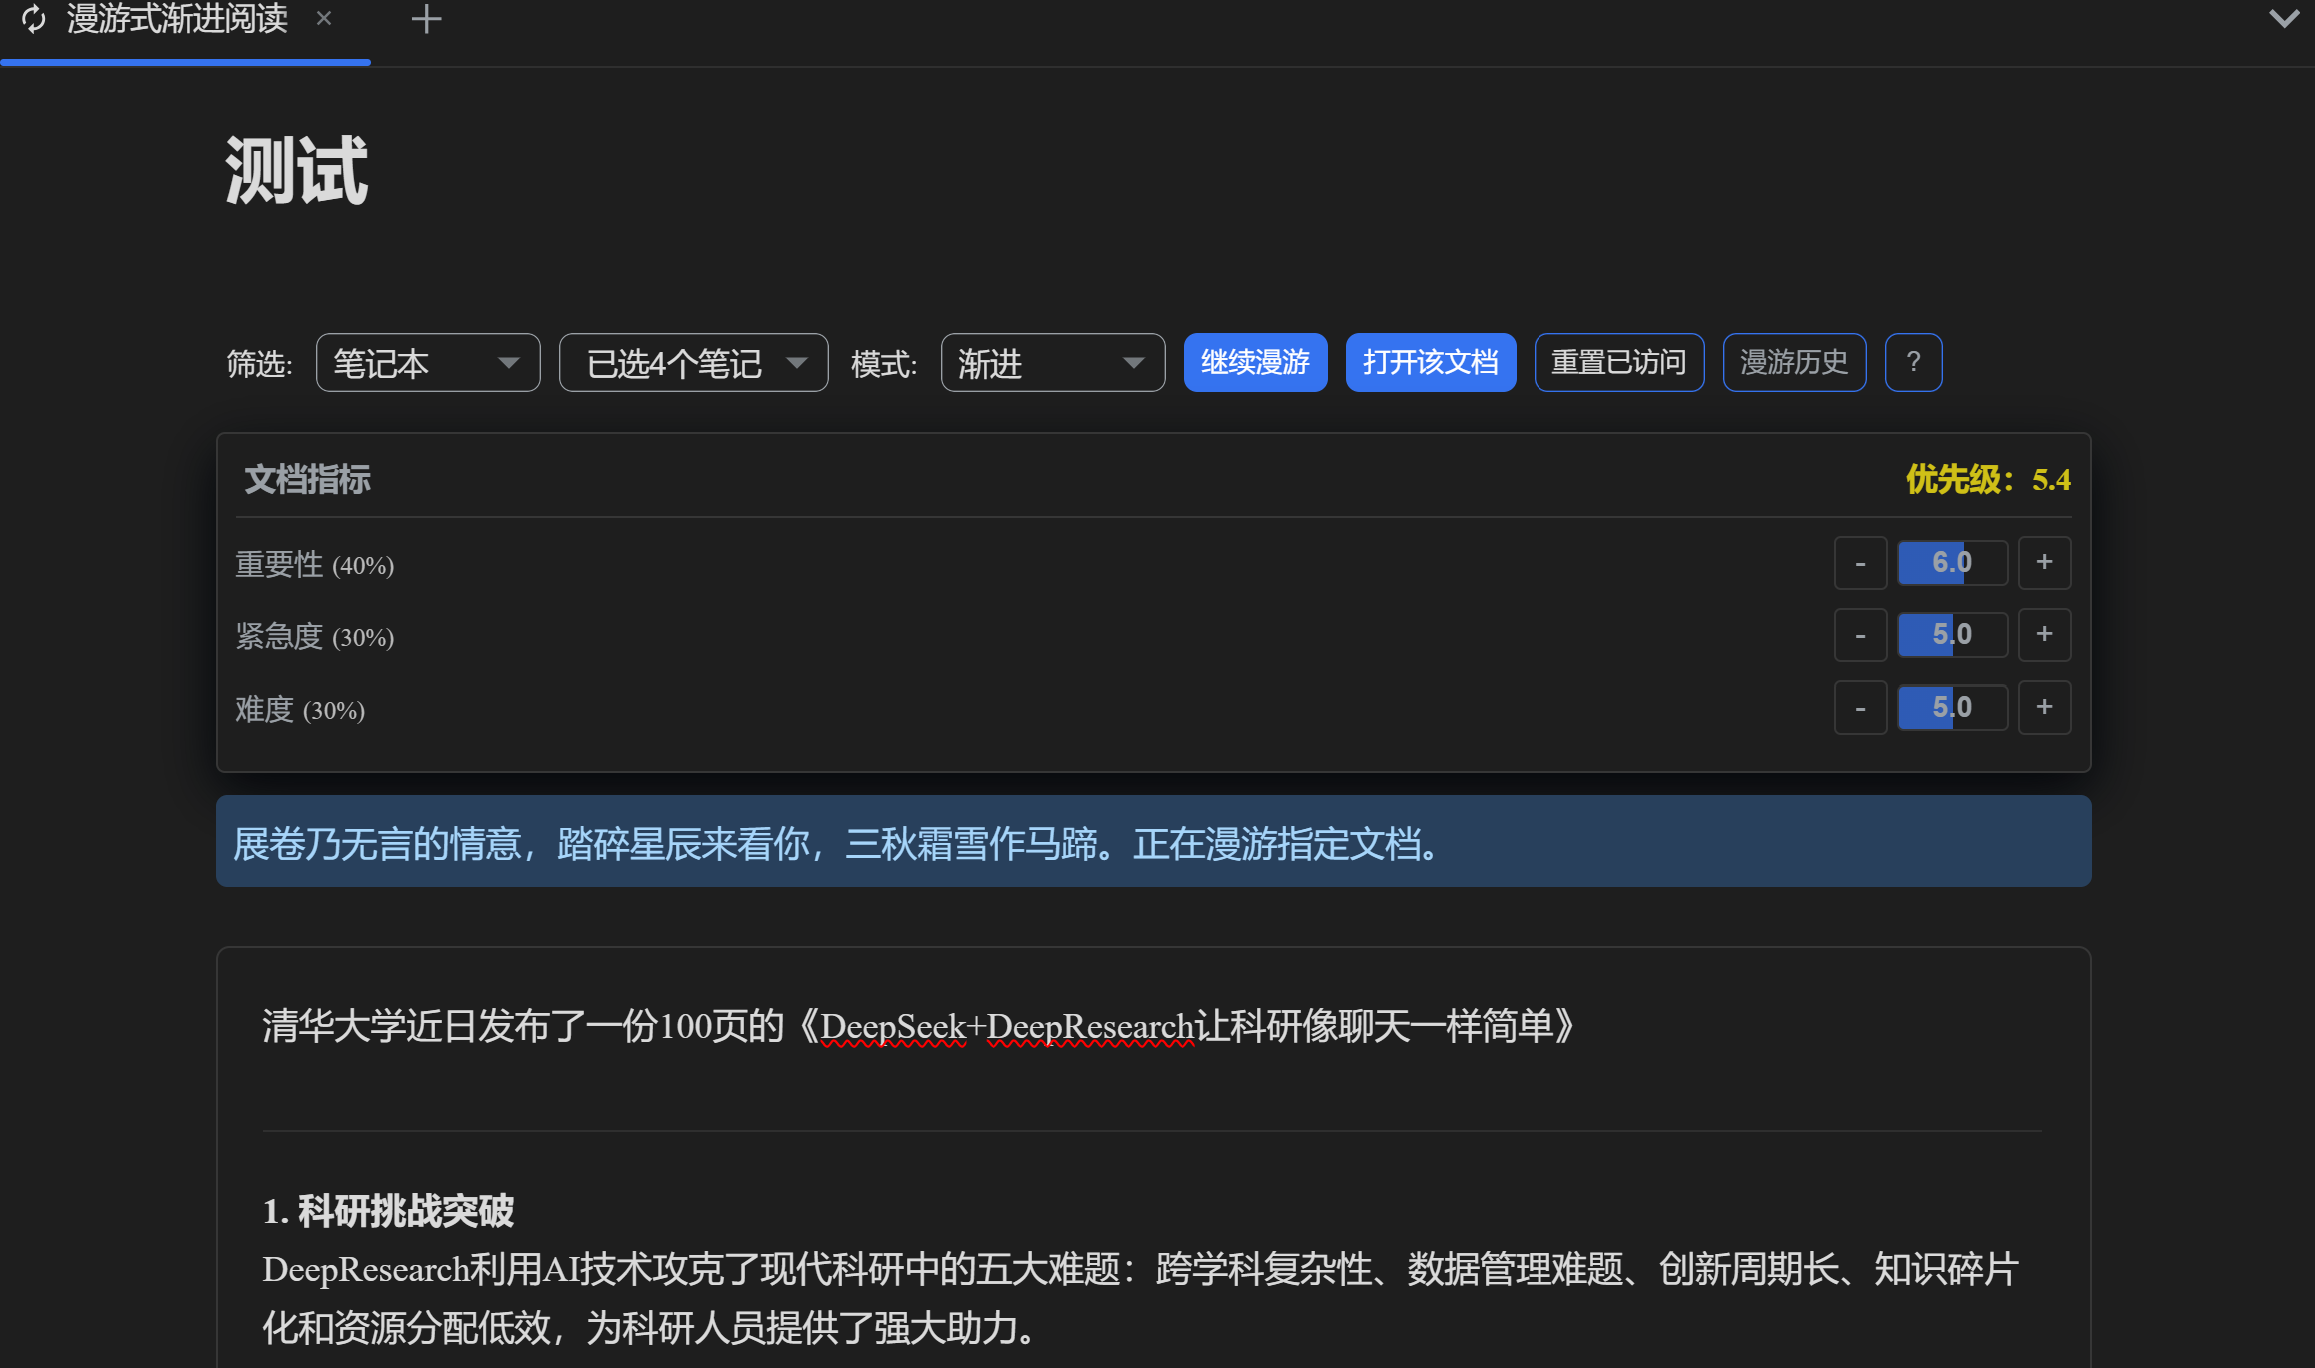 漫游式渐进阅读 × +
测试
筛选: 笔记本 已选4个笔记 模式: 渐进 继续漫游 打开该文档 重置已访问 漫游历史 ?
文档指标 优先级：5.4
重要性 (40%) - 6.0 +
紧急度 (30%) - 5.0 +
难度 (30%) - 5.0 +
展卷乃无言的情意，踏碎星辰来看你，三秋霜雪作马蹄。正在漫游指定文档。
清华大学近日发布了一份100页的《DeepSeek+DeepResearch让科研像聊天一样简单》
1. 科研挑战突破
DeepResearch利用AI技术攻克了现代科研中的五大难题：跨学科复杂性、数据管理难题、创新周期长、知识碎片
化和资源分配低效，为科研人员提供了强大助力。